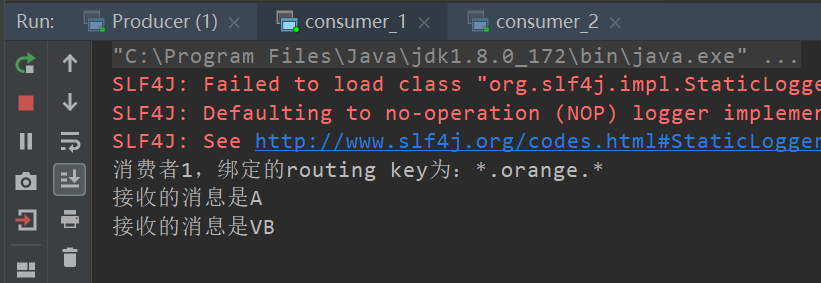 Run: Producer (1) × consumer_1 × consumer_2 ×
"C:\Program Files\Java\jdk1.8.0_172\bin\java.exe" ...
SLF4J: Failed to load class "org.slf4j.impl.StaticLogge
SLF4J: Defaulting to no-operation (NOP) logger implemen
SLF4J: See http://www.slf4j.org/codes.html#StaticLogger
消费者1，绑定的routing key为：*.orange.*
接收的消息是A
接收的消息是VB